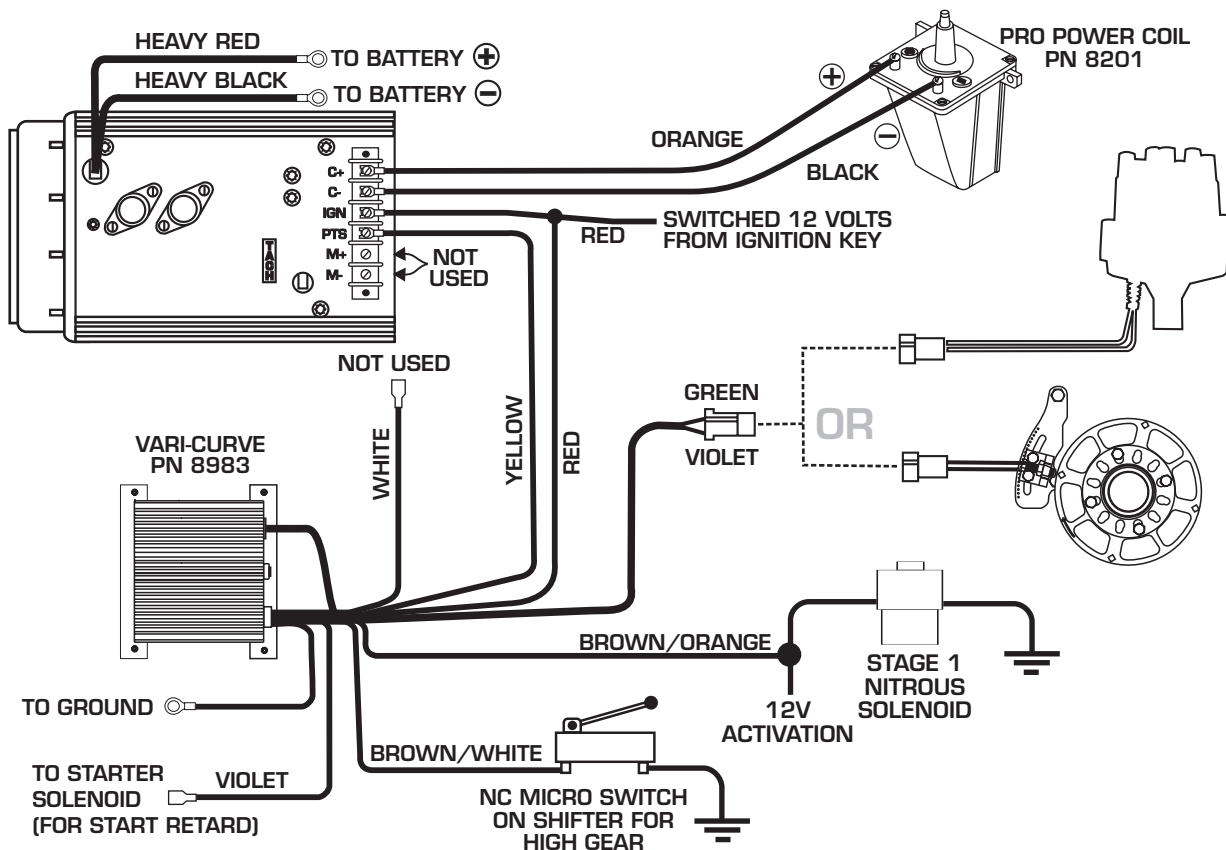 HEAVY RED
TO BATTERY +
HEAVY BLACK
TO BATTERY −
PRO POWER COIL
PN 8201
+
ORANGE
−
BLACK
C+
C-
IGN
PTS
M+
M-
TACH
NOT
USED
RED
SWITCHED 12 VOLTS
FROM IGNITION KEY
NOT USED
WHITE
YELLOW
RED
GREEN
VIOLET
OR
VARI-CURVE
PN 8983
BROWN/ORANGE
12V
ACTIVATION
STAGE 1
NITROUS
SOLENOID
TO GROUND
BROWN/WHITE
TO STARTER
SOLENOID
(FOR START RETARD)
VIOLET
NC MICRO SWITCH
ON SHIFTER FOR
HIGH GEAR